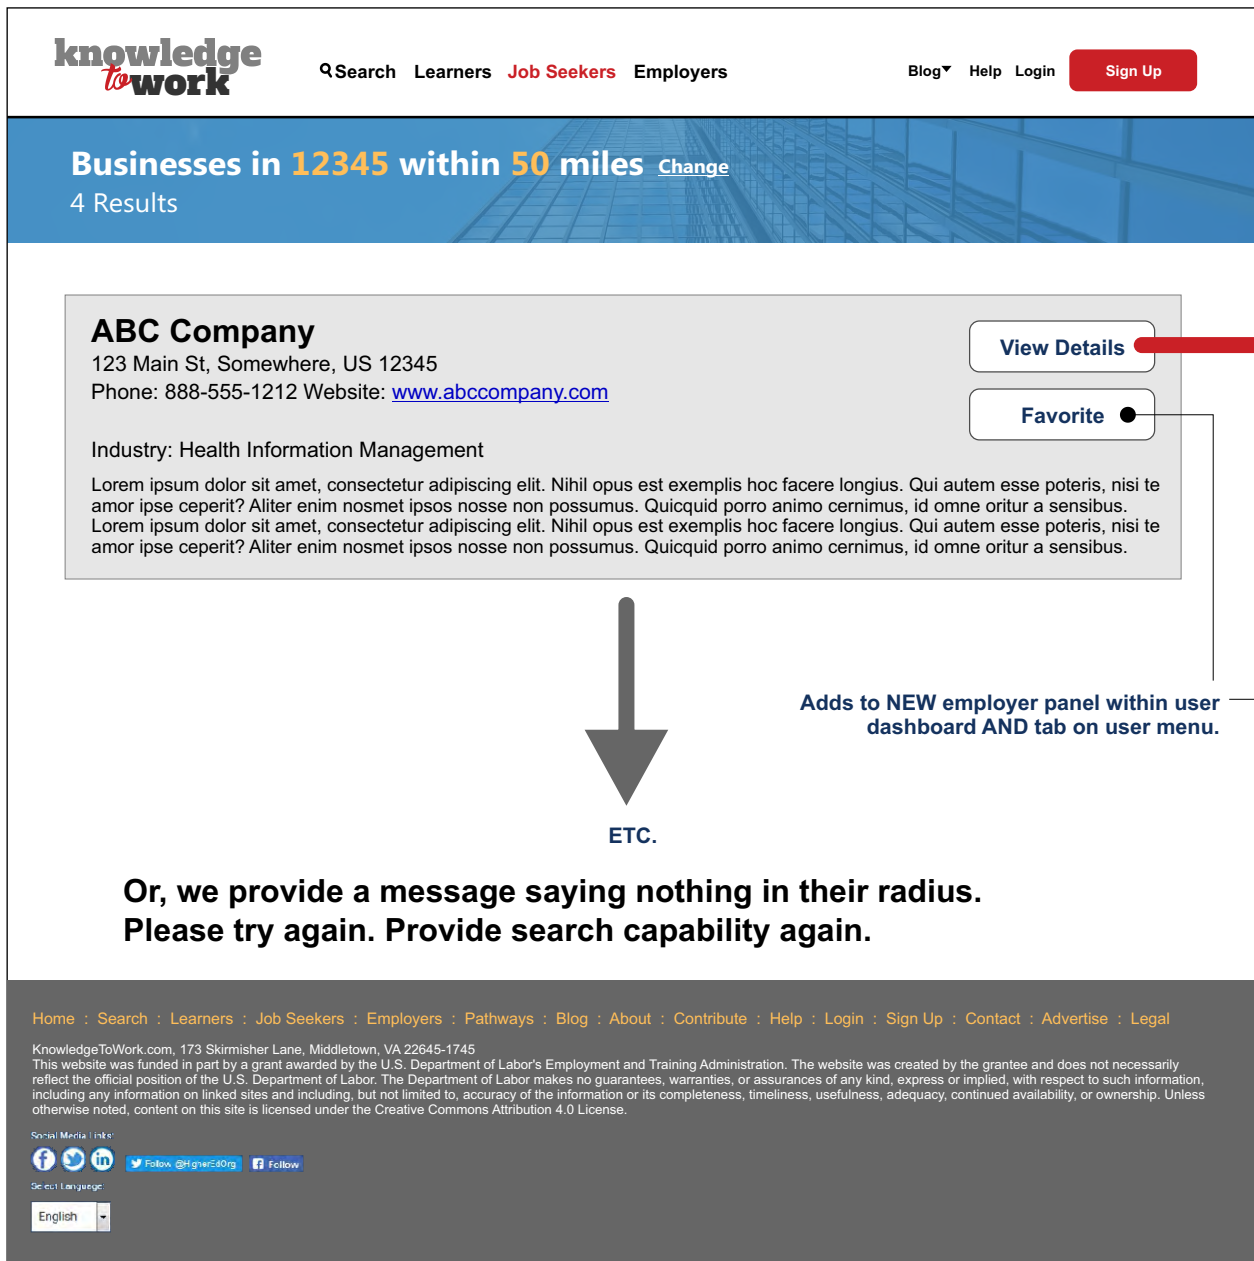 knowledge
to work
Search Learners Job Seekers Employers
Blog Help Login Sign Up
Businesses in 12345 within 50 miles Change
4 Results
ABC Company
123 Main St, Somewhere, US 12345
Phone: 888-555-1212 Website: www.abccompany.com
View Details
Favorite
Industry: Health Information Management
Lorem ipsum dolor sit amet, consectetur adipiscing elit. Nihil opus est exemplis hoc facere longius. Qui autem esse poteris, nisi te
amor ipse ceperit? Aliter enim nosmet ipsos nosse non possumus. Quicquid porro animo cernimus, id omne oritur a sensibus.
Lorem ipsum dolor sit amet, consectetur adipiscing elit. Nihil opus est exemplis hoc facere longius. Qui autem esse poteris, nisi te
amor ipse ceperit? Aliter enim nosmet ipsos nosse non possumus. Quicquid porro animo cernimus, id omne oritur a sensibus.
Adds to NEW employer panel within user
dashboard AND tab on user menu.
ETC.
Or, we provide a message saying nothing in their radius.
Please try again. Provide search capability again.
Home : Search : Learners : Job Seekers : Employers : Pathways : Blog : About : Contribute : Help : Login : Sign Up : Contact : Advertise : Legal
KnowledgeToWork.com, 173 Skirmisher Lane, Middletown, VA 22645-1745
This website was funded in part by a grant awarded by the U.S. Department of Labor's Employment and Training Administration. The website was created by the grantee and does not necessarily
reflect the official position of the U.S. Department of Labor. The Department of Labor makes no guarantees, warranties, or assurances of any kind, express or implied, with respect to such information,
including any information on linked sites and including, but not limited to, accuracy of the information or its completeness, timeliness, usefulness, adequacy, continued availability, or ownership. Unless
otherwise noted, content on this site is licensed under the Creative Commons Attribution 4.0 License.
Social Media Links:
Follow @HigherEdOrg Follow
Select Language:
English